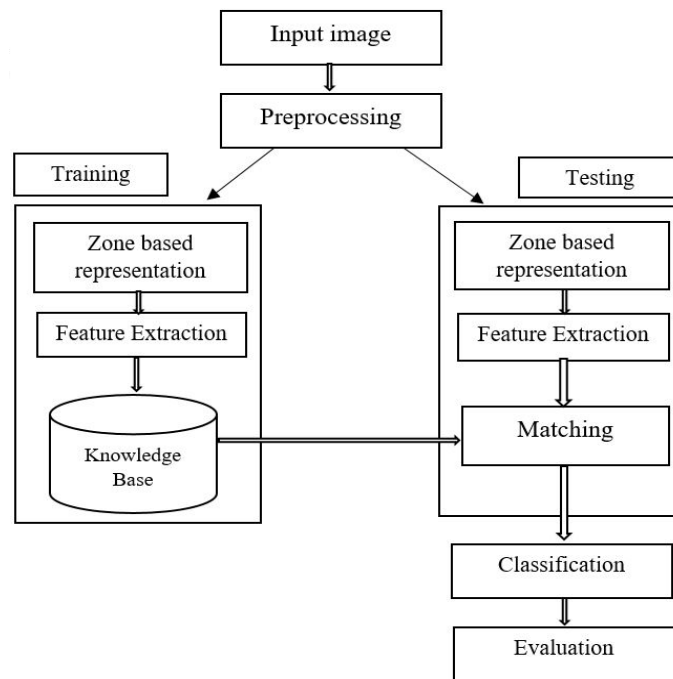 Input image
Preprocessing
Training
Testing
Zone based
representation
Feature Extraction
Knowledge
Base
Zone based
representation
Feature Extraction
Matching
Classification
Evaluation